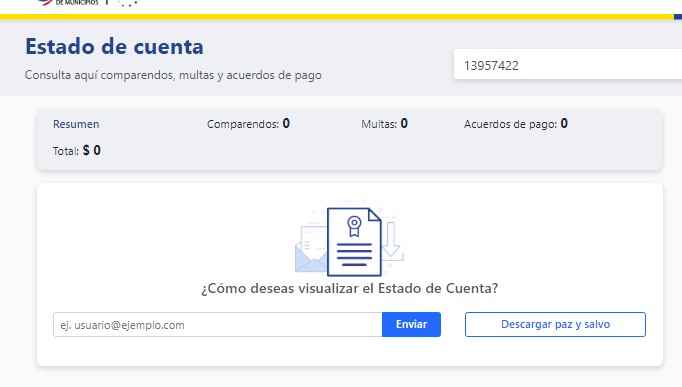 DE MUNICIPIOS
Estado de cuenta
Consulta aquí comparendos, multas y acuerdos de pago
13957422
Resumen Comparendos: 0 Multas: 0 Acuerdos de pago: 0
Total: $ 0
¿Cómo deseas visualizar el Estado de Cuenta?
ej. usuario@ejemplo.com Enviar Descargar paz y salvo